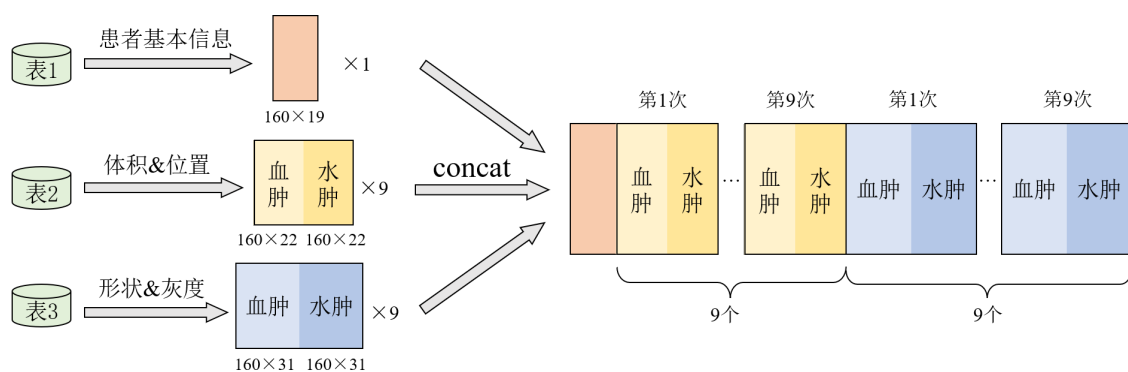 表1
患者基本信息
×1
160×19
表2
体积&位置
血肿
水肿
×9
160×22
160×22
表3
形状&灰度
血肿
水肿
×9
160×31
160×31
concat
第1次
第9次
第1次
第9次
血肿
水肿
...
血肿
水肿
血肿
水肿
...
血肿
水肿
9个
9个